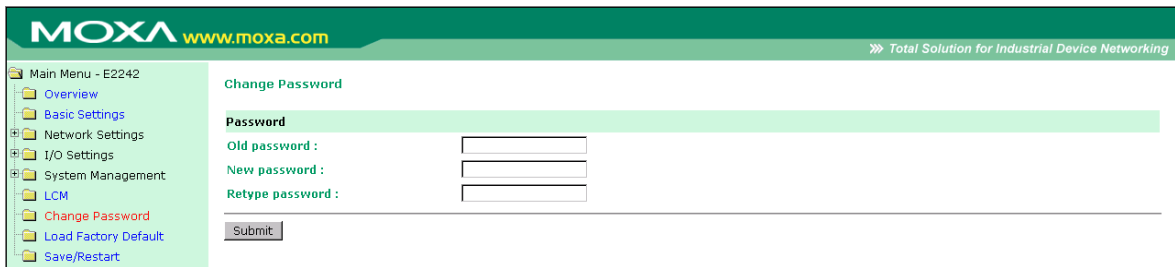 MOXA www.moxa.com
Total Solution for Industrial Device Networking
Main Menu - E2242
Overview
Basic Settings
Network Settings
I/O Settings
System Management
LCM
Change Password
Load Factory Default
Save/Restart
Change Password
Password
Old password :
New password :
Retype password :
Submit